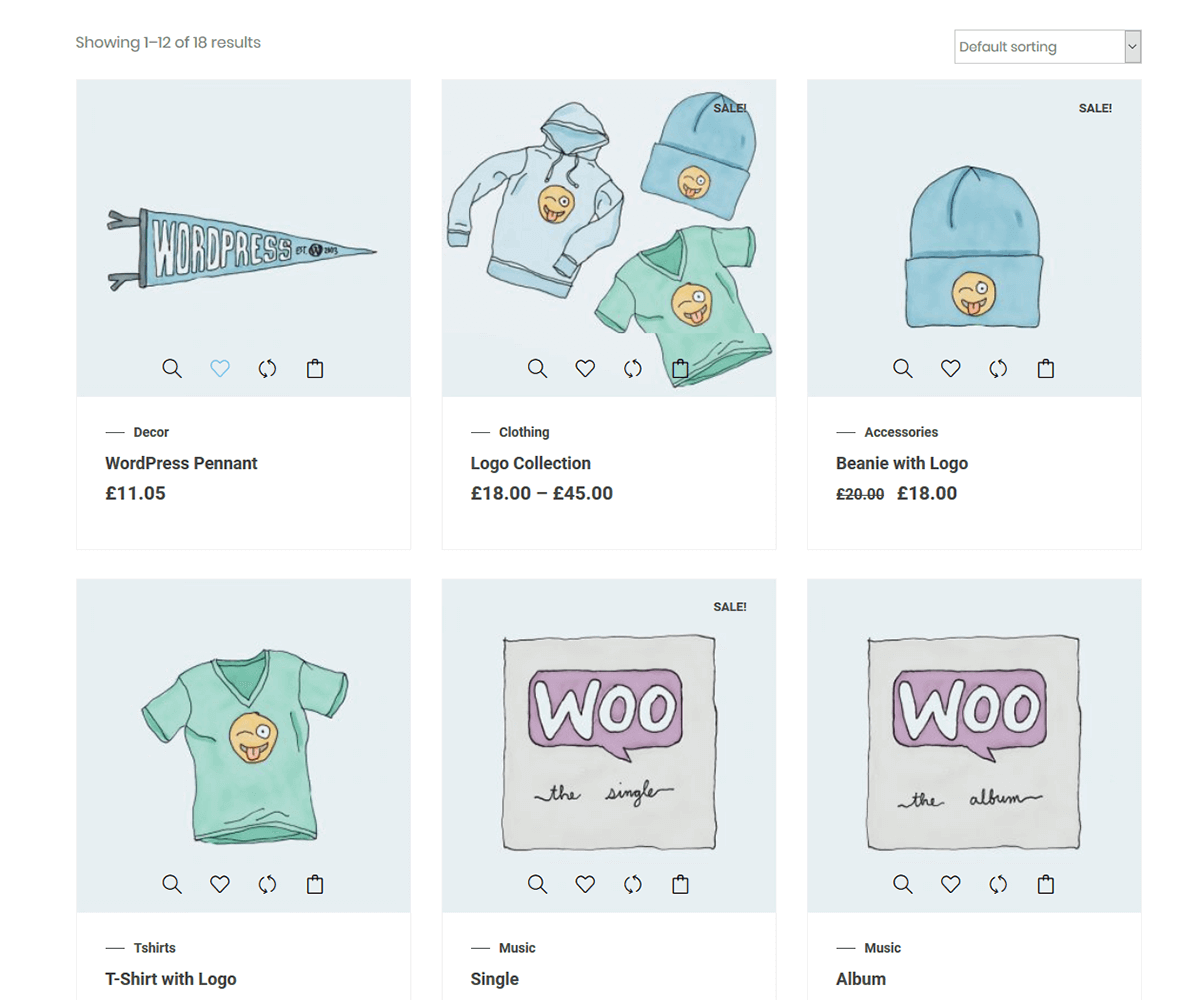 Showing 1–12 of 18 results
Default sorting
WORDPRESS EST. 2003
SALE!
SALE!
— Decor
WordPress Pennant
£11.05
— Clothing
Logo Collection
£18.00 – £45.00
— Accessories
Beanie with Logo
£20.00 £18.00
SALE!
WOO
the single
WOO
the album
— Tshirts
T-Shirt with Logo
— Music
Single
— Music
Album